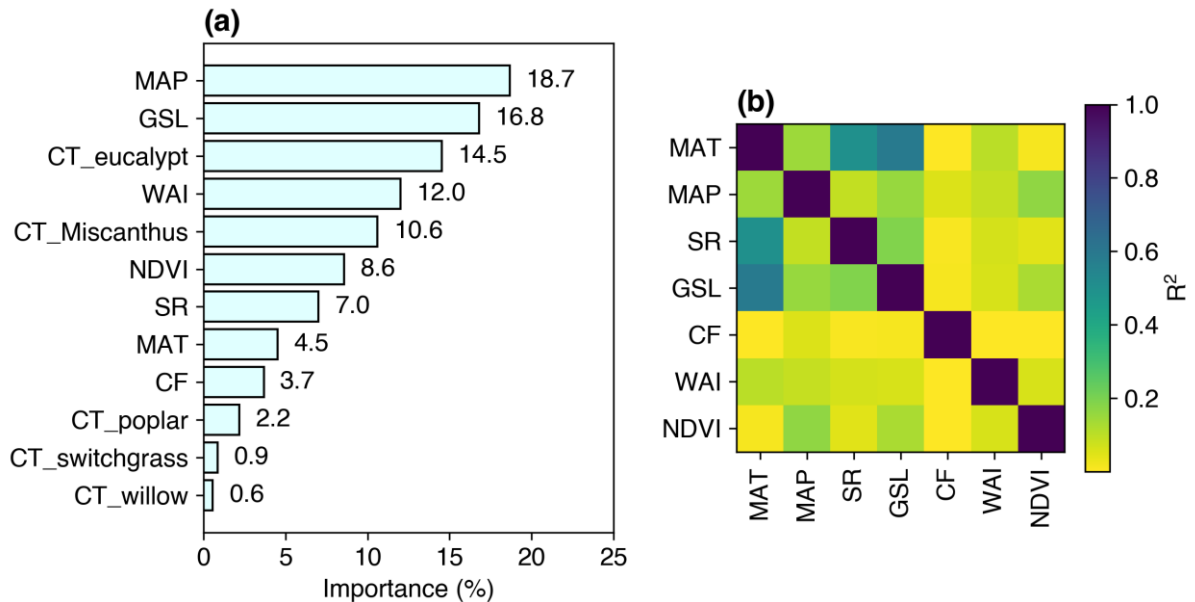 (a)
MAP 18.7
GSL 16.8
CT_eucalypt 14.5
WAI 12.0
CT_Miscanthus 10.6
NDVI 8.6
SR 7.0
MAT 4.5
CF 3.7
CT_poplar 2.2
CT_switchgrass 0.9
CT_willow 0.6
0 5 10 15 20 25
Importance (%)
(b)
MAT
MAP
SR
GSL
CF
WAI
NDVI
MAT MAP SR GSL CF WAI NDVI
1.0
0.8
0.6
0.4
0.2
R²